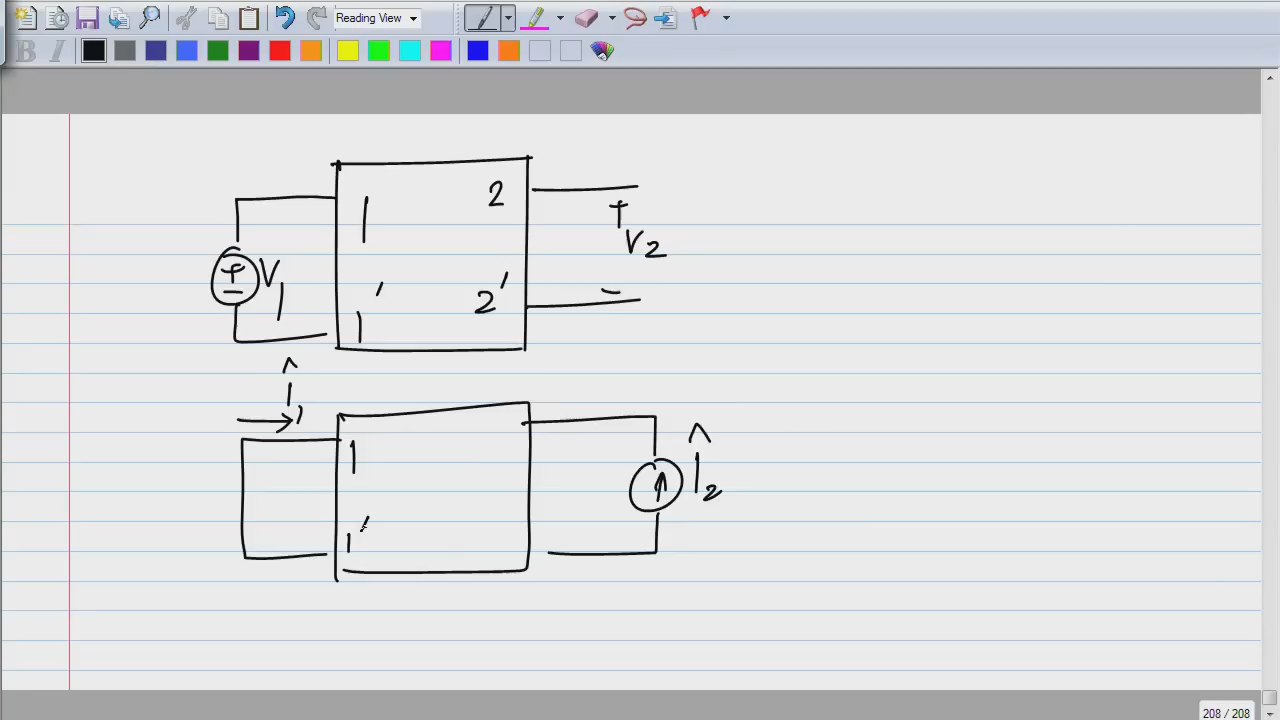 Reading View
B I
1 2
+ V1 + V2
1' 2' -
Î1
1 Î2
1'
208 / 208